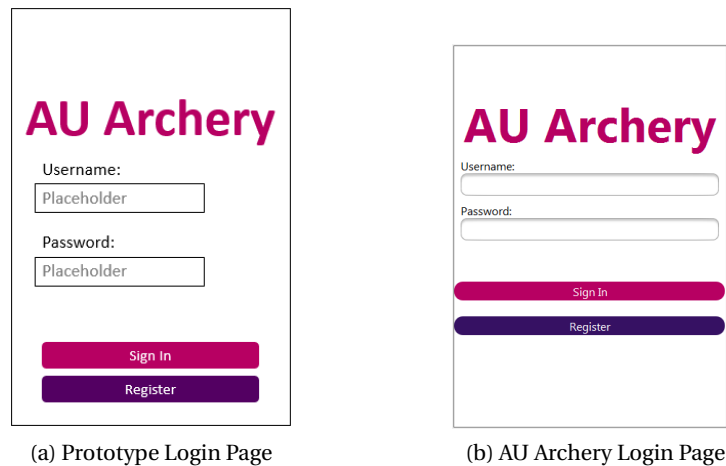 AU Archery
Username:
Placeholder
Password:
Placeholder
Sign In
Register
(a) Prototype Login Page
AU Archery
Username:
Password:
Sign In
Register
(b) AU Archery Login Page